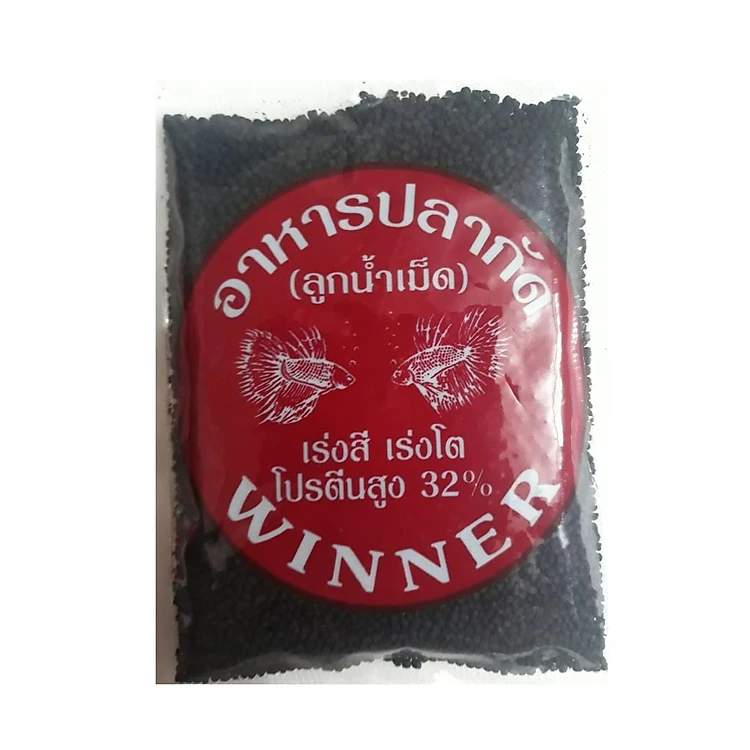 อาหารปลากัด
(ลูกน้ำเม็ด)
เร่งสี เร่งโต
โปรตีนสูง 32%
WINNER